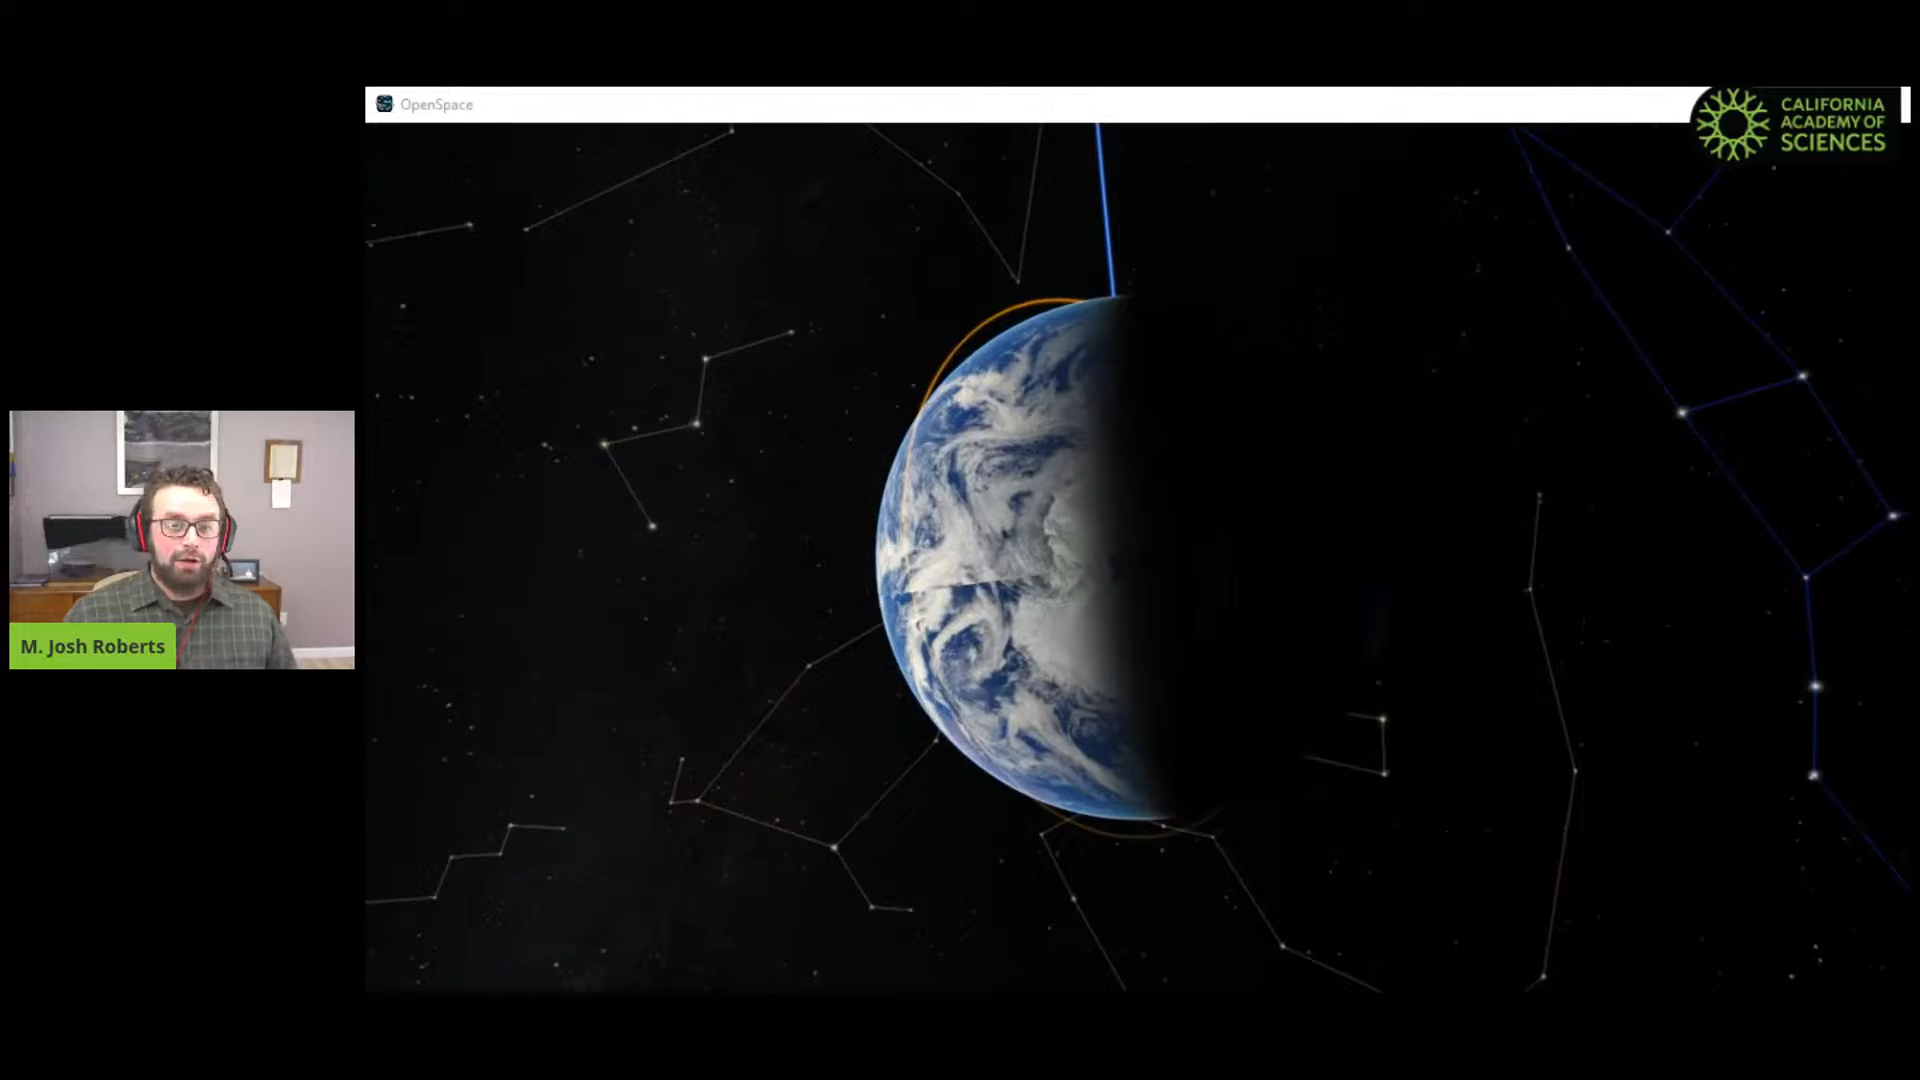 OpenSpace
CALIFORNIA
ACADEMY OF
SCIENCES
M. Josh Roberts